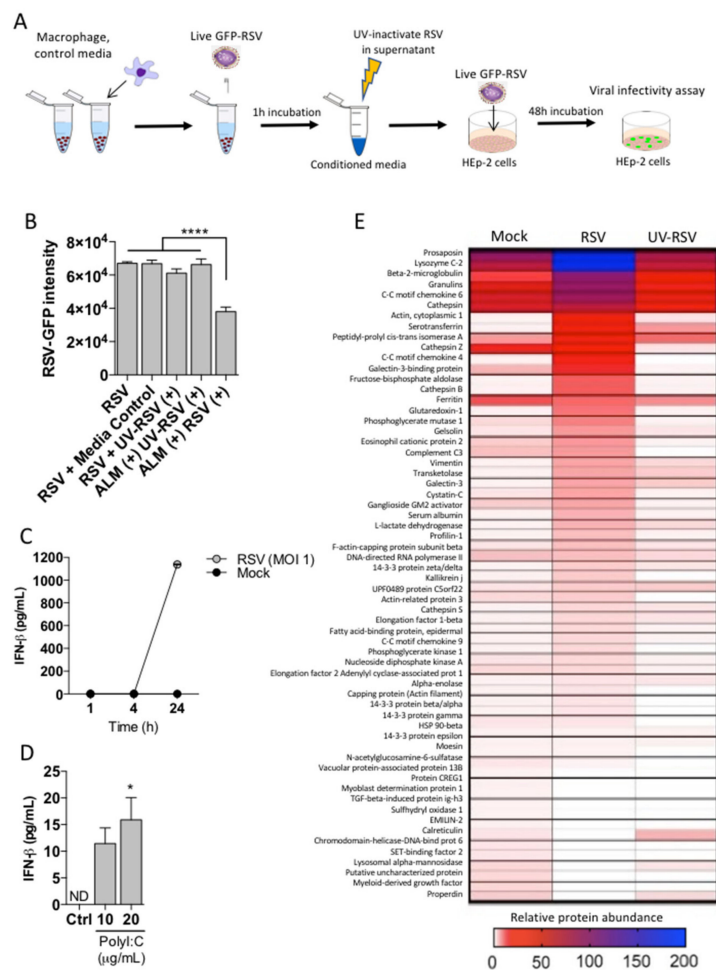 A
Macrophage,
control media
Live GFP-RSV
1h incubation
UV-inactivate RSV
in supernatant
Conditioned media
Live GFP-RSV
HEp-2 cells
48h incubation
Viral infectivity assay
HEp-2 cells
B
RSV-GFP intensity
8×10⁴
6×10⁴
4×10⁴
2×10⁴
0
****
RSV
RSV + Media Control
RSV + UV-RSV (+)
ALM (+) UV-RSV (+)
ALM (+) RSV (+)
C
IFN-β (pg/mL)
1200
1000
800
600
400
200
0
1 4 24
Time (h)
RSV (MOI 1)
Mock
D
IFN-β (pg/mL)
25
20
15
10
5
0
ND
*
Ctrl 10 20
PolyI:C
(μg/mL)
E
Mock RSV UV-RSV
Prosaposin
Lysozyme C-2
Beta-2-microglobulin
Granulins
C-C motif chemokine 6
Cathepsin
Actin, cytoplasmic 1
Serotransferrin
Peptidyl-prolyl cis-trans isomerase A
Cathepsin Z
C-C motif chemokine 4
Galectin-3-binding protein
Fructose-bisphosphate aldolase
Cathepsin B
Ferritin
Glutaredoxin-1
Phosphoglycerate mutase 1
Gelsolin
Eosinophil cationic protein 2
Complement C3
Vimentin
Transketolase
Galectin-3
Cystatin-C
Ganglioside GM2 activator
Serum albumin
L-lactate dehydrogenase
Profilin-1
F-actin-capping protein subunit beta
DNA-directed RNA polymerase II
14-3-3 protein zeta/delta
Kallikrein j
UPF0489 protein C5orf22
Actin-related protein 3
Cathepsin S
Elongation factor 1-beta
Fatty acid-binding protein, epidermal
C-C motif chemokine 9
Phosphoglycerate kinase 1
Nucleoside diphosphate kinase A
Elongation factor 2 Adenylyl cyclase-associated prot 1
Alpha-enolase
Capping protein (Actin filament)
14-3-3 protein beta/alpha
14-3-3 protein gamma
HSP 90-beta
14-3-3 protein epsilon
Moesin
N-acetylglucosamine-6-sulfatase
Vacuolar protein-associated protein 13B
Protein CREG1
Myoblast determination protein 1
TGF-beta-induced protein ig-h3
Sulfhydryl oxidase 1
EMILIN-2
Calreticulin
Chromodomain-helicase-DNA-bind prot 6
SET-binding factor 2
Lysosomal alpha-mannosidase
Putative uncharacterized protein
Myeloid-derived growth factor
Properdin
Relative protein abundance
0 50 100 150 200